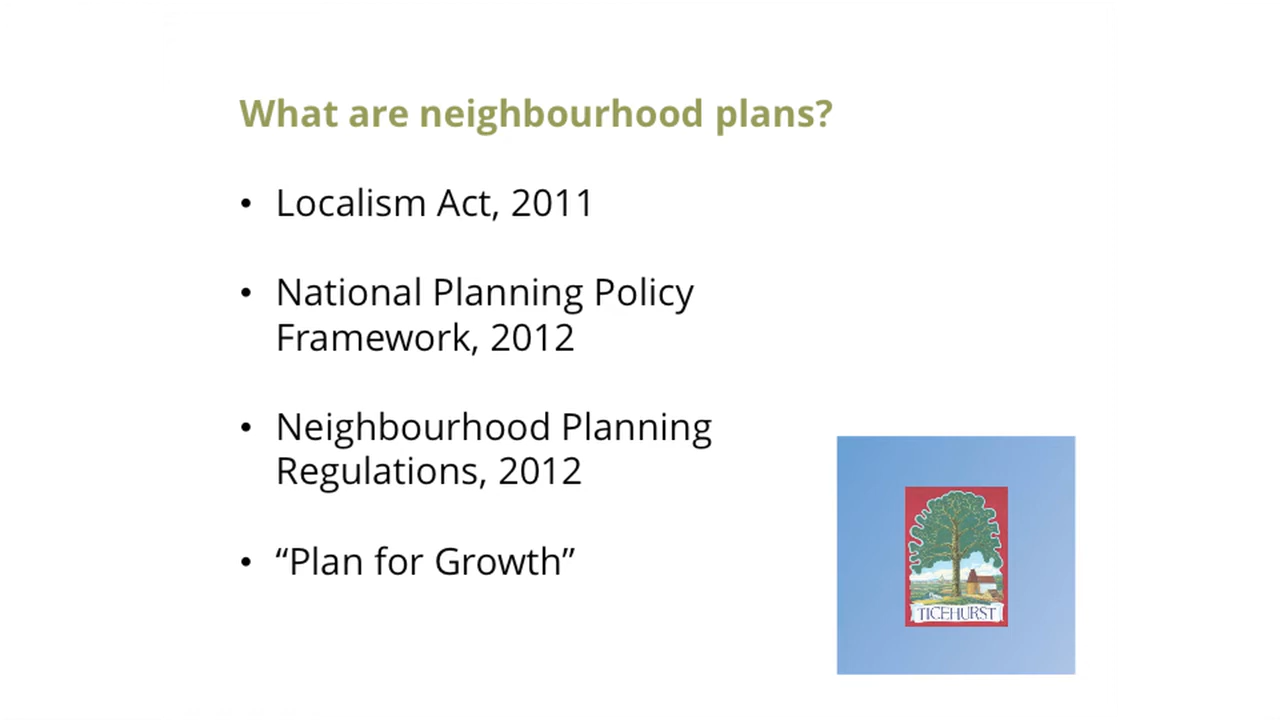 What are neighbourhood plans?
• Localism Act, 2011
• National Planning Policy
Framework, 2012
• Neighbourhood Planning
Regulations, 2012
• “Plan for Growth”
TICEHURST